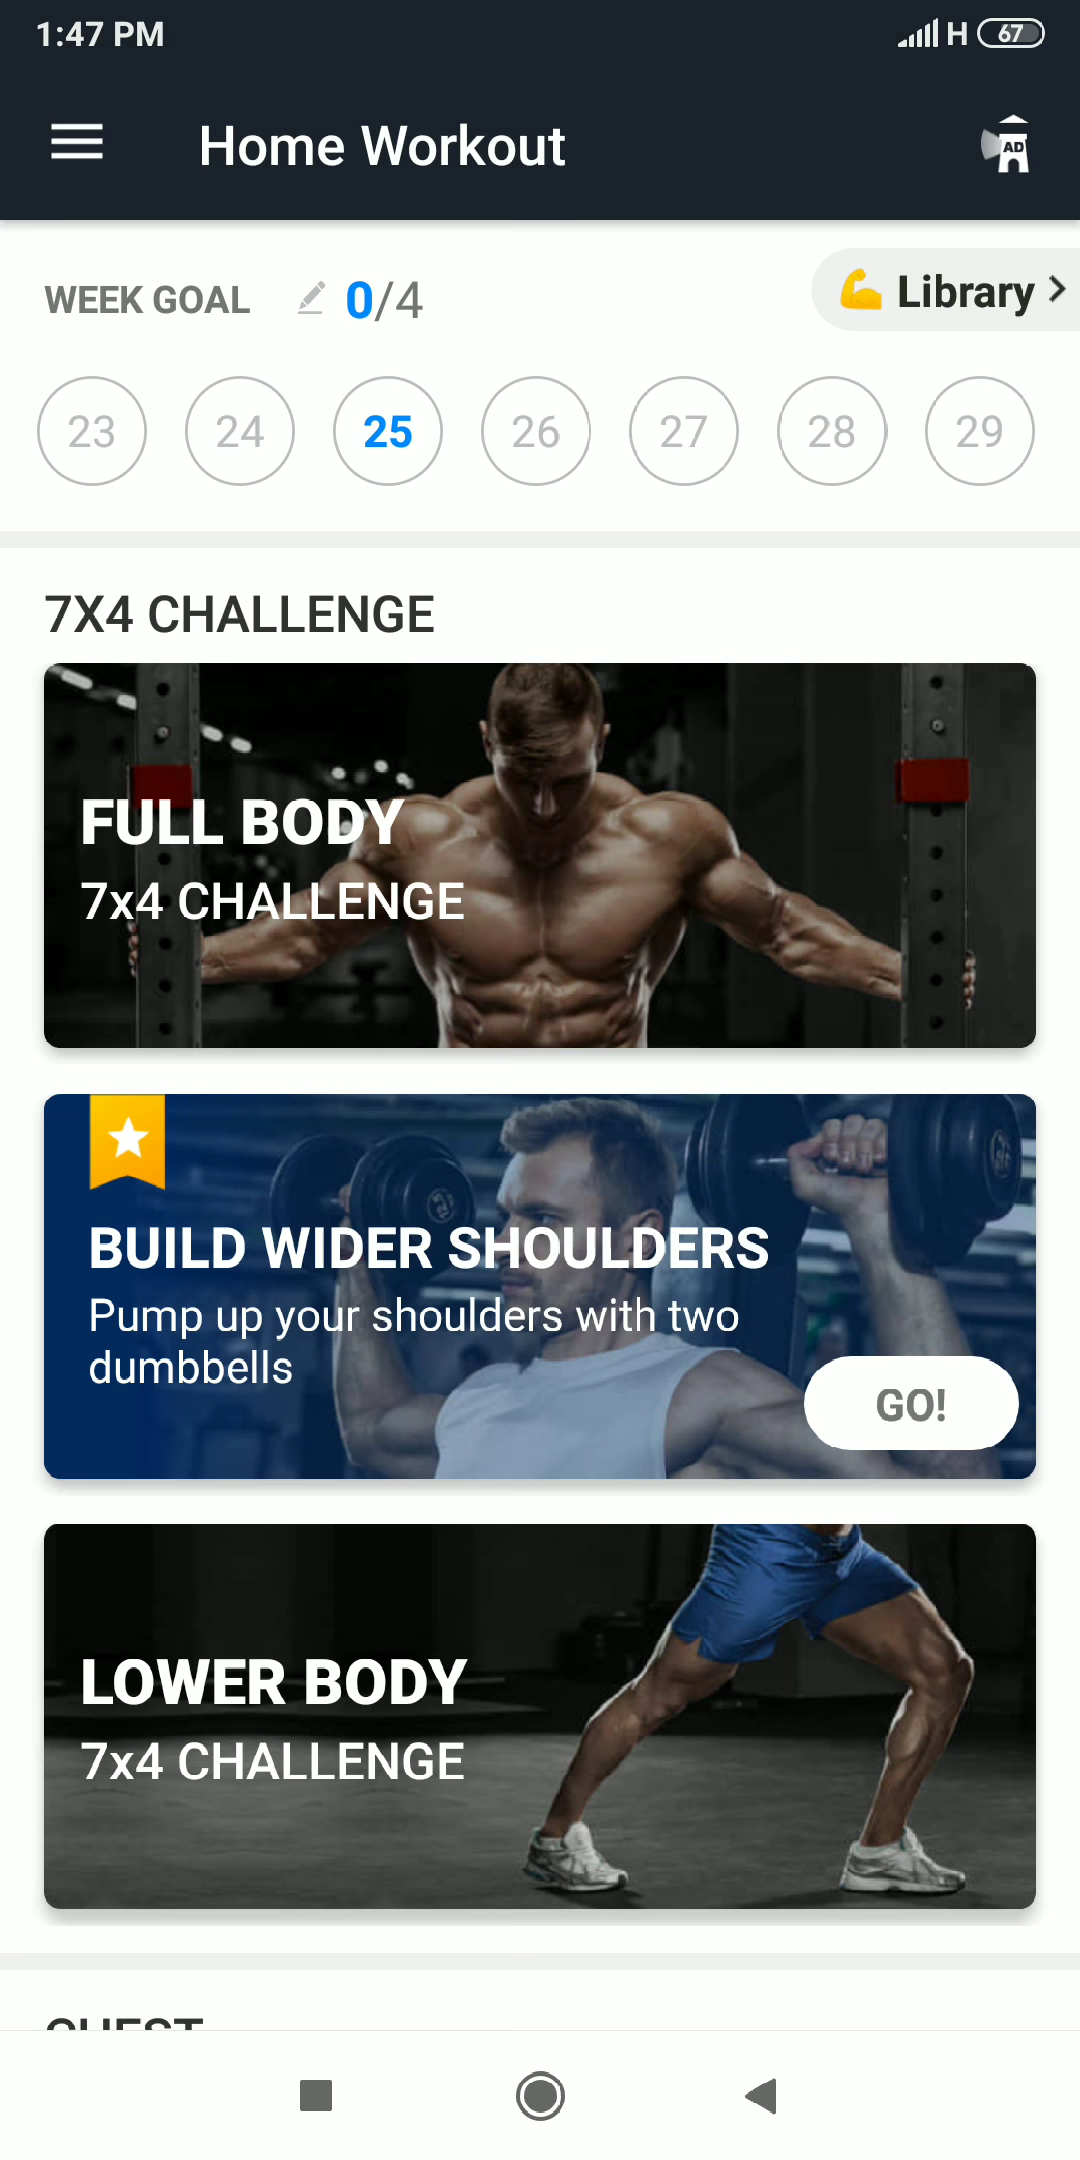 1:47 PM
H 67
Home Workout
AD
WEEK GOAL 0/4
Library
23 24 25 26 27 28 29
7X4 CHALLENGE
FULL BODY
7x4 CHALLENGE
BUILD WIDER SHOULDERS
Pump up your shoulders with two
dumbbells
GO!
LOWER BODY
7x4 CHALLENGE
CHEST